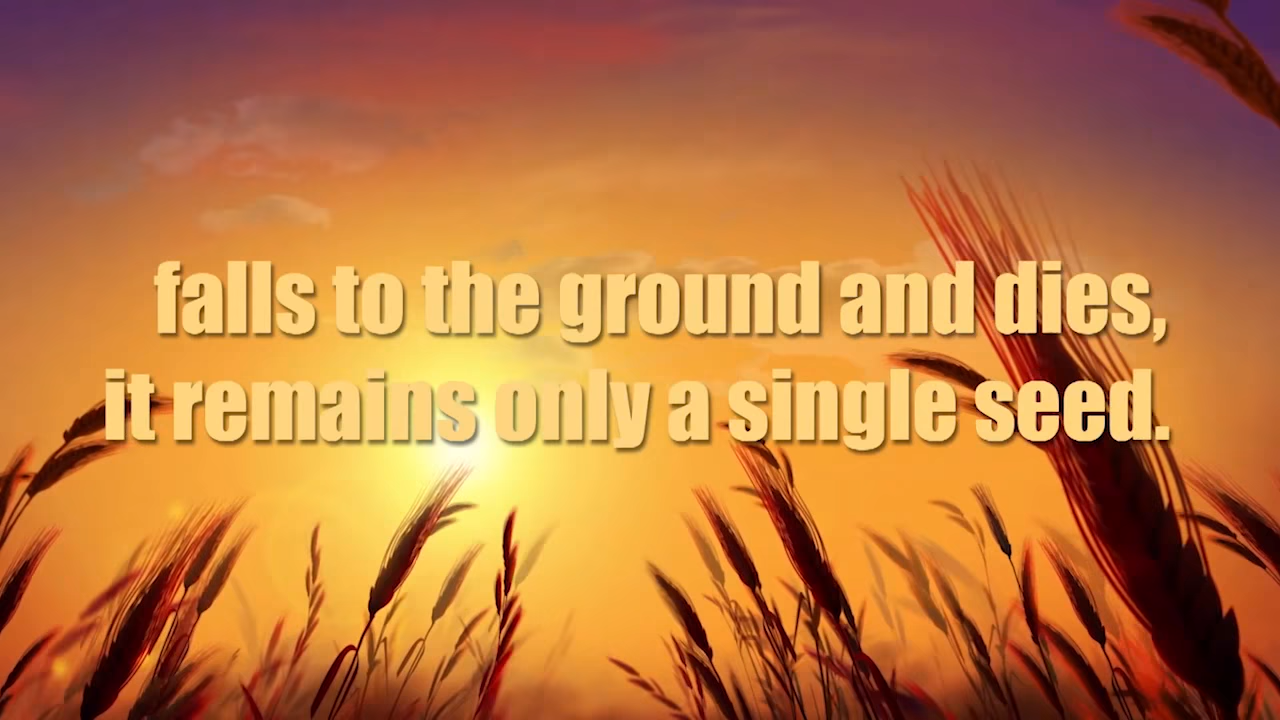 falls to the ground and dies,
it remains only a single seed.